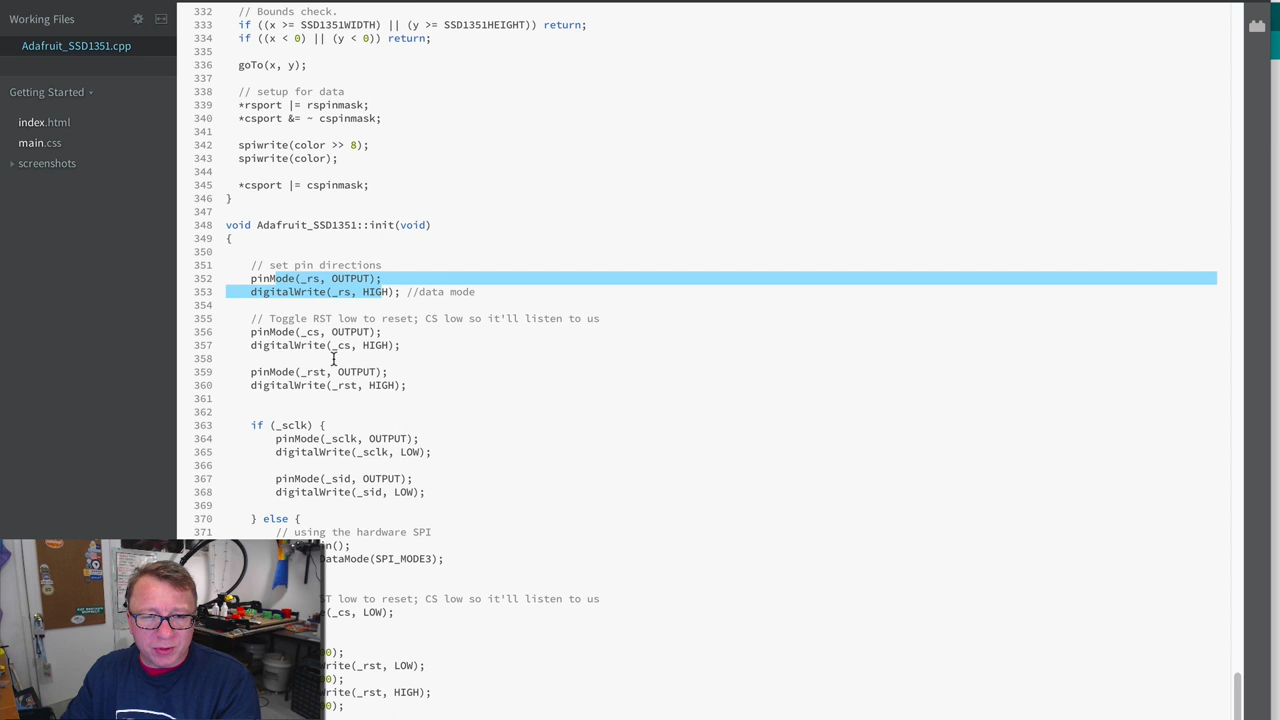 Working Files
Adafruit_SSD1351.cpp
Getting Started
index.html
main.css
screenshots
332 // Bounds check.
333 if ((x >= SSD1351WIDTH) || (y >= SSD1351HEIGHT)) return;
334 if ((x < 0) || (y < 0)) return;
335
336 goTo(x, y);
337
338 // setup for data
339 *rsport |= rspinmask;
340 *csport &= ~ cspinmask;
341
342 spiwrite(color >> 8);
343 spiwrite(color);
344
345 *csport |= cspinmask;
346 }
347
348 void Adafruit_SSD1351::init(void)
349 {
350
351 // set pin directions
352 pinMode(_rs, OUTPUT);
353 digitalWrite(_rs, HIGH); //data mode
354
355 // Toggle RST low to reset; CS low so it'll listen to us
356 pinMode(_cs, OUTPUT);
357 digitalWrite(_cs, HIGH);
358
359 pinMode(_rst, OUTPUT);
360 digitalWrite(_rst, HIGH);
361
362
363 if (_sclk) {
364 pinMode(_sclk, OUTPUT);
365 digitalWrite(_sclk, LOW);
366
367 pinMode(_sid, OUTPUT);
368 digitalWrite(_sid, LOW);
369
370 } else {
371 // using the hardware SPI
in();
DataMode(SPI_MODE3);
ST low to reset; CS low so it'll listen to us
(_cs, LOW);
0);
Write(_rst, LOW);
0);
Write(_rst, HIGH);
0);